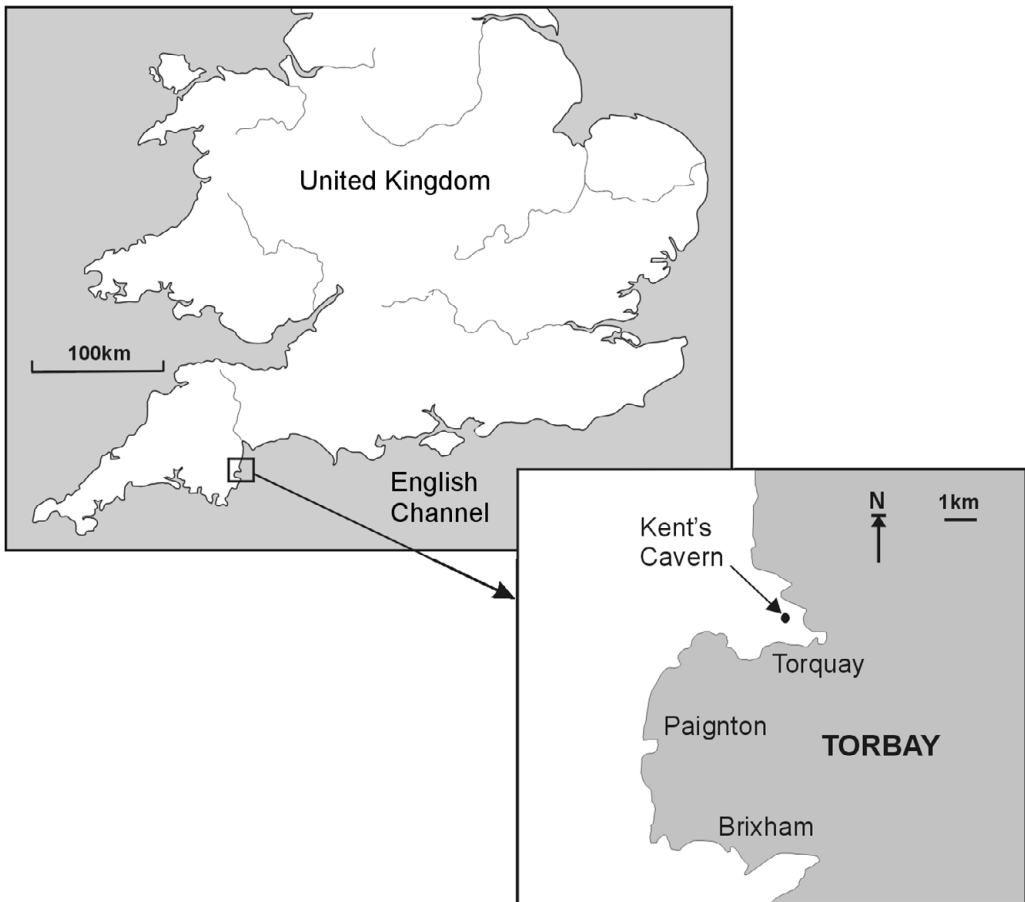 United Kingdom
100km
English
Channel
N
1km
Kent's
Cavern
Torquay
Paignton
TORBAY
Brixham